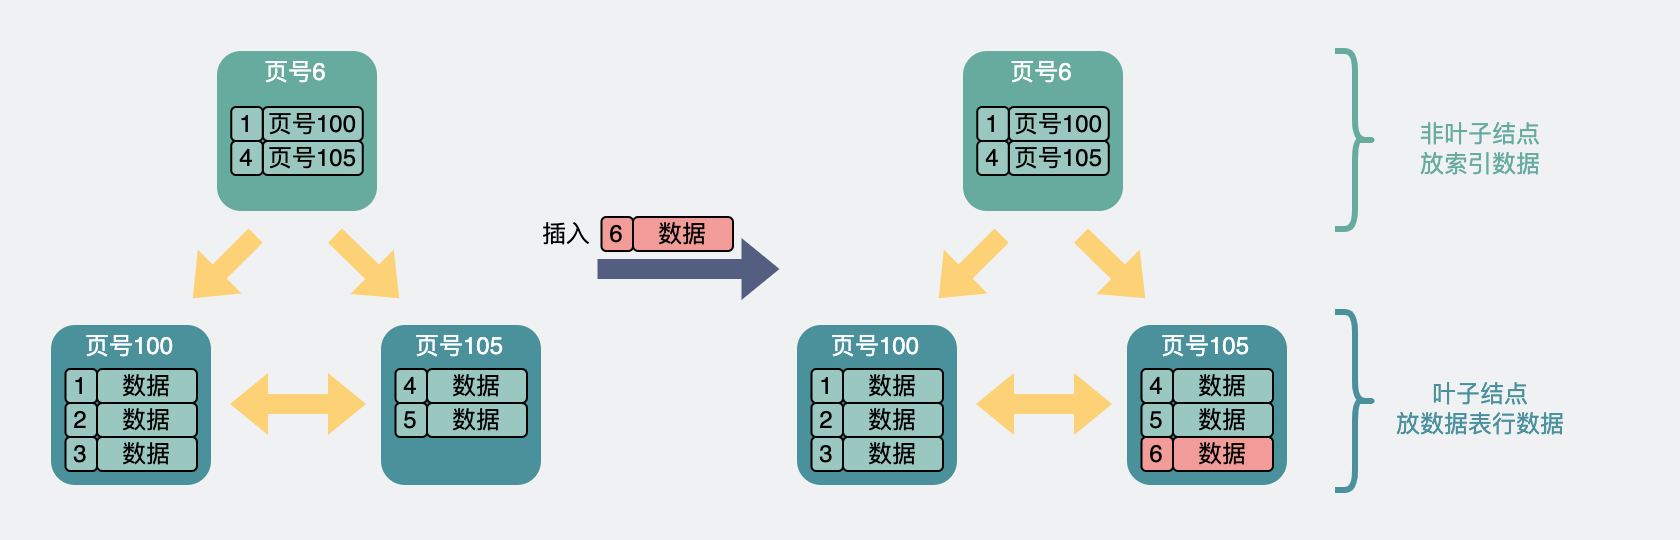 页号6
1 页号100
4 页号105
页号100
1 数据
2 数据
3 数据
页号105
4 数据
5 数据
插入 6 数据
页号6
1 页号100
4 页号105
页号100
1 数据
2 数据
3 数据
页号105
4 数据
5 数据
6 数据
非叶子结点
放索引数据
叶子结点
放数据表行数据